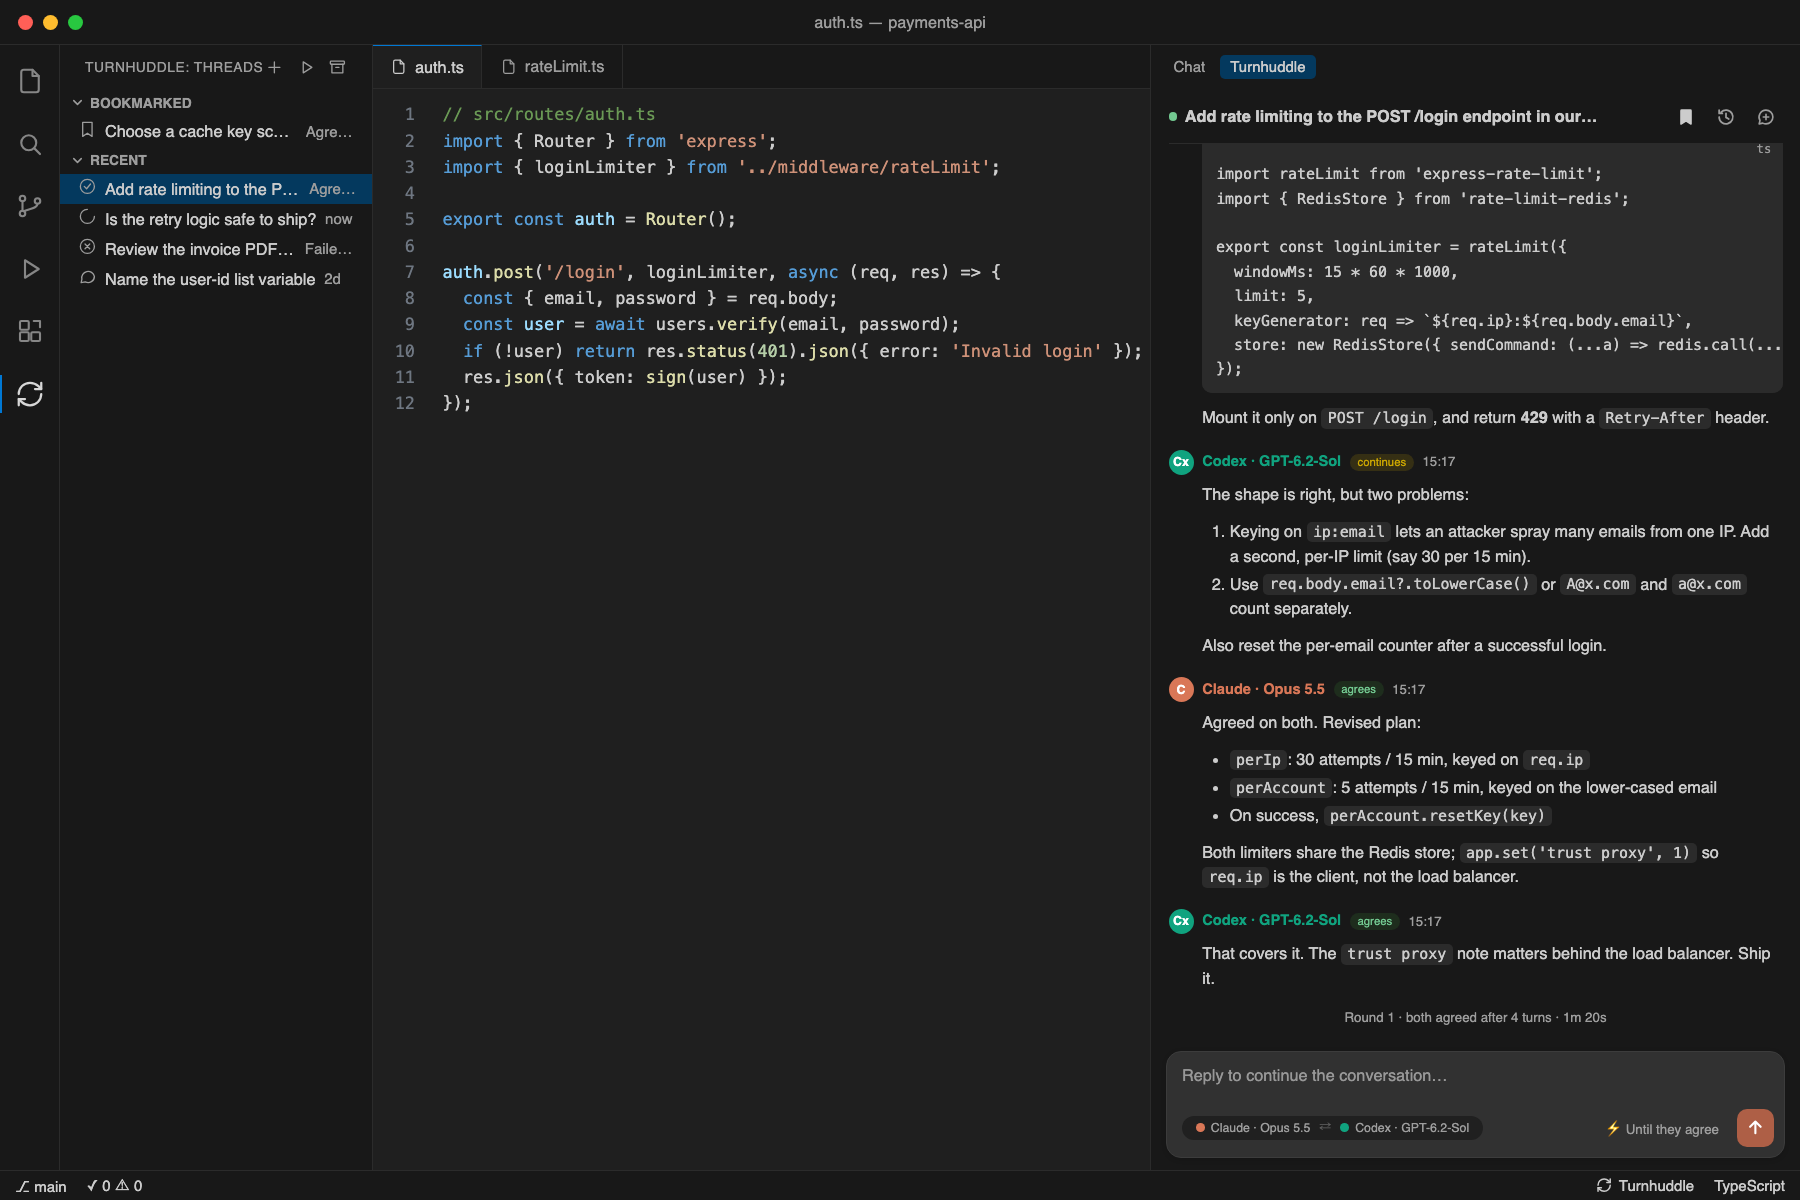 auth.ts — payments-api
TURNHUDDLE: THREADS
BOOKMARKED
Choose a cache key sc... Agre...
RECENT
Add rate limiting to the P... Agre...
Is the retry logic safe to ship? now
Review the invoice PDF... Faile...
Name the user-id list variable 2d
auth.ts
rateLimit.ts
1 // src/routes/auth.ts
2 import { Router } from 'express';
3 import { loginLimiter } from '../middleware/rateLimit';
4
5 export const auth = Router();
6
7 auth.post('/login', loginLimiter, async (req, res) => {
8 const { email, password } = req.body;
9 const user = await users.verify(email, password);
10 if (!user) return res.status(401).json({ error: 'Invalid login' });
11 res.json({ token: sign(user) });
12 });
Chat
Turnhuddle
Add rate limiting to the POST /login endpoint in our...
ts
import rateLimit from 'express-rate-limit';
import { RedisStore } from 'rate-limit-redis';
export const loginLimiter = rateLimit({
windowMs: 15 * 60 * 1000,
limit: 5,
keyGenerator: req => `${req.ip}:${req.body.email}`,
store: new RedisStore({ sendCommand: (...a) => redis.call(...
});
Mount it only on POST /login, and return 429 with a Retry-After header.
Cx Codex · GPT-6.2-Sol continues 15:17
The shape is right, but two problems:
1. Keying on ip:email lets an attacker spray many emails from one IP. Add
a second, per-IP limit (say 30 per 15 min).
2. Use req.body.email?.toLowerCase() or A@x.com and a@x.com
count separately.
Also reset the per-email counter after a successful login.
C Claude · Opus 5.5 agrees 15:17
Agreed on both. Revised plan:
• perIp: 30 attempts / 15 min, keyed on req.ip
• perAccount: 5 attempts / 15 min, keyed on the lower-cased email
• On success, perAccount.resetKey(key)
Both limiters share the Redis store; app.set('trust proxy', 1) so
req.ip is the client, not the load balancer.
Cx Codex · GPT-6.2-Sol agrees 15:17
That covers it. The trust proxy note matters behind the load balancer. Ship
it.
Round 1 · both agreed after 4 turns · 1m 20s
Reply to continue the conversation…
Claude · Opus 5.5 ⇄ Codex · GPT-6.2-Sol
⚡ Until they agree
main ✓ 0 ⚠ 0
Turnhuddle TypeScript